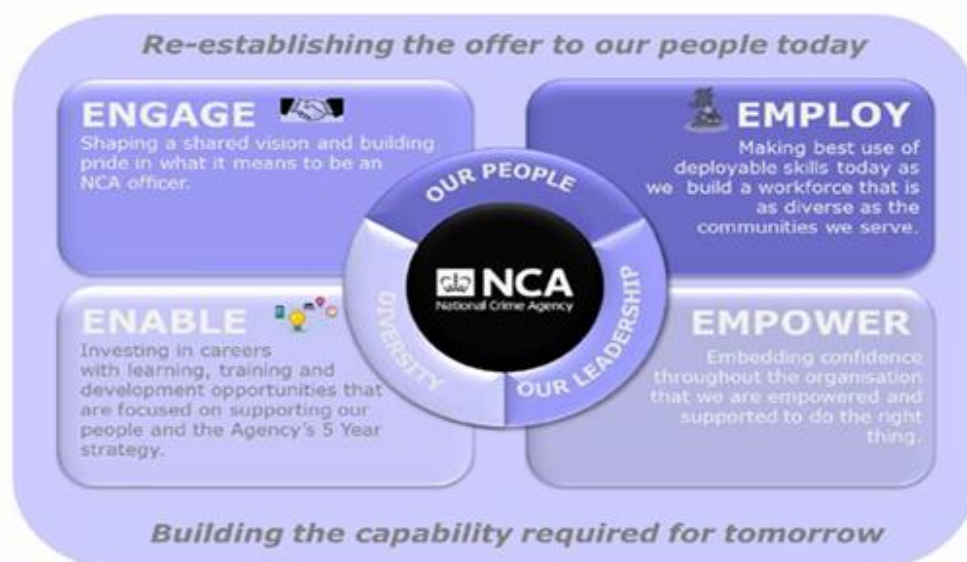 Re-establishing the offer to our people today
ENGAGE
Shaping a shared vision and building
pride in what it means to be an
NCA officer.
EMPLOY
Making best use of
deployable skills today as
we build a workforce that is
as diverse as the
communities we serve.
OUR PEOPLE
DIVERSITY
OUR LEADERSHIP
NCA
National Crime Agency
ENABLE
Investing in careers
with learning, training and
development opportunities that
are focused on supporting our
people and the Agency's 5 Year
strategy.
EMPOWER
Embedding confidence
throughout the organisation
that we are empowered and
supported to do the right
thing.
Building the capability required for tomorrow